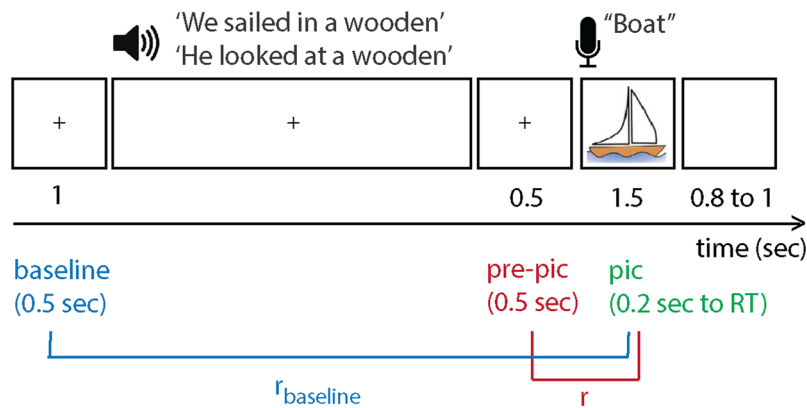 'We sailed in a wooden'
'He looked at a wooden'
"Boat"
+ + +
1 0.5 1.5 0.8 to 1
time (sec)
baseline pre-pic pic
(0.5 sec) (0.5 sec) (0.2 sec to RT)
rbaseline r